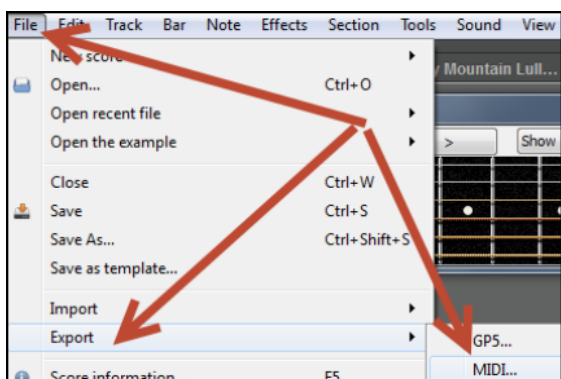 File Edit Track Bar Note Effects Section Tools Sound View
New score
y Mountain Lull...
Open... Ctrl+O
Open recent file
Open the example
> Show
Close Ctrl+W
Save Ctrl+S
Save As... Ctrl+Shift+S
Save as template...
Import
Export
GP5...
MIDI...
Score information F5